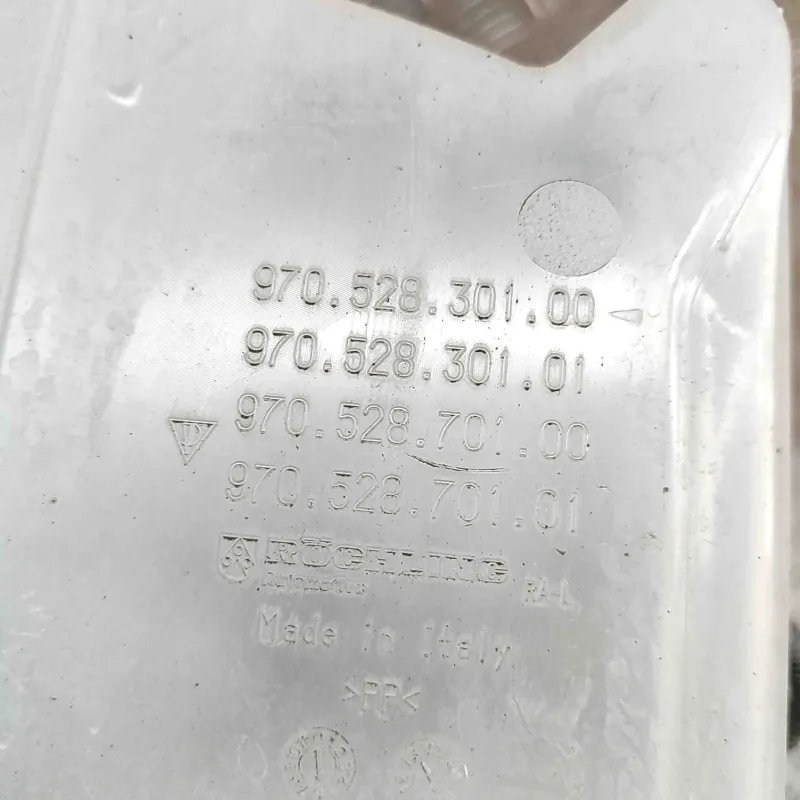 970.528.301.00
970.528.301.01
970.528.701.00
970.528.701.01
RÖCHLING
Automotive RA-L
Made in Italy
>PP<